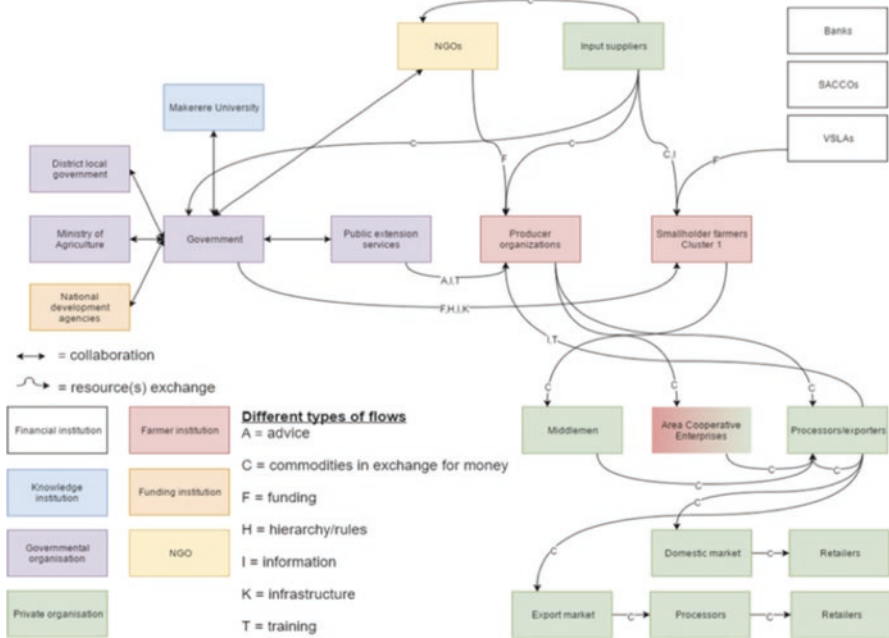 C
NGOs
Input suppliers
Banks
SACCOs
VSLAs
Makerere University
C
F
C
C,I
F
District local
government
Ministry of
Agriculture
Government
Public extension
services
Producer
organizations
Smallholder farmers
Cluster 1
National
development
agencies
A,I,T
F,H,I,K
I,T
= collaboration
= resource(s) exchange
C
C
C
Financial institution
Farmer institution
Knowledge
institution
Funding institution
Governmental
organisation
NGO
Private organisation
Different types of flows
A = advice
C = commodities in exchange for money
F = funding
H = hierarchy/rules
I = information
K = infrastructure
T = training
Middlemen
Area Cooperative
Enterprises
Processors/exporters
C
C
C
C
C
Domestic market
C
Retailers
Export market
C
Processors
C
Retailers